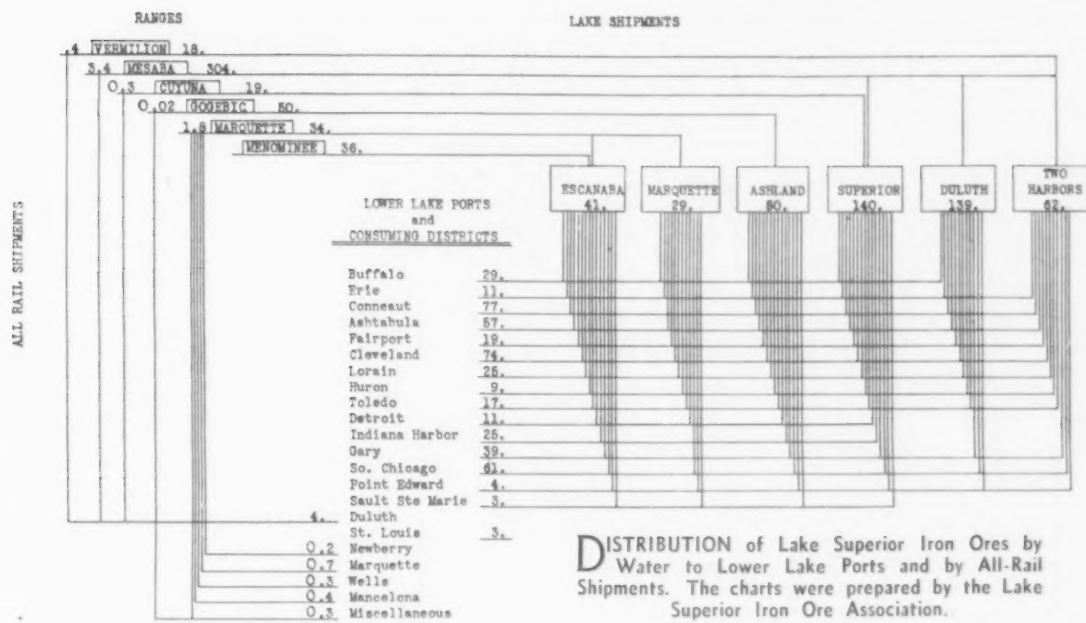 RANGES
LAKE SHIPMENTS
.4 VERMILION 18.
3.4 MESABA 304.
0.3 CUYUNA 19.
0.02 GOGEBIC 50.
1.8 MARQUETTE 34.
MENOMINEE 36.
ESCANABA MARQUETTE ASHLAND SUPERIOR DULUTH TWO HARBORS
41. 29. 50. 140. 139. 62.
ALL RAIL SHIPMENTS
LOWER LAKE PORTS
and
CONSUMING DISTRICTS
Buffalo 29.
Erie 11.
Conneaut 77.
Ashtabula 57.
Fairport 19.
Cleveland 74.
Lorain 25.
Huron 9.
Toledo 17.
Detroit 11.
Indiana Harbor 25.
Gary 39.
So. Chicago 61.
Point Edward 4.
Sault Ste Marie 3.
4. Duluth
St. Louis 3.
0.2 Newberry
0.7 Marquette
0.3 Wells
0.4 Mancelona
0.3 Miscellaneous
DISTRIBUTION of Lake Superior Iron Ores by
Water to Lower Lake Ports and by All-Rail
Shipments. The charts were prepared by the Lake
Superior Iron Ore Association.